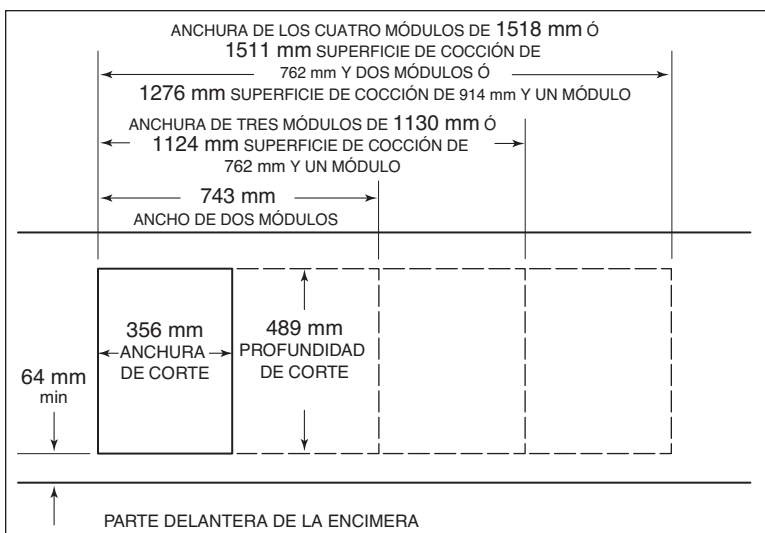 ANCHURA DE LOS CUATRO MÓDULOS DE 1518 mm Ó
1511 mm SUPERFICIE DE COCCIÓN DE
762 mm Y DOS MÓDULOS Ó
1276 mm SUPERFICIE DE COCCIÓN DE 914 mm Y UN MÓDULO
ANCHURA DE TRES MÓDULOS DE 1130 mm Ó
1124 mm SUPERFICIE DE COCCIÓN DE
762 mm Y UN MÓDULO
743 mm
ANCHO DE DOS MÓDULOS
356 mm
ANCHURA
DE CORTE
489 mm
PROFUNDIDAD
DE CORTE
64 mm
min
PARTE DELANTERA DE LA ENCIMERA